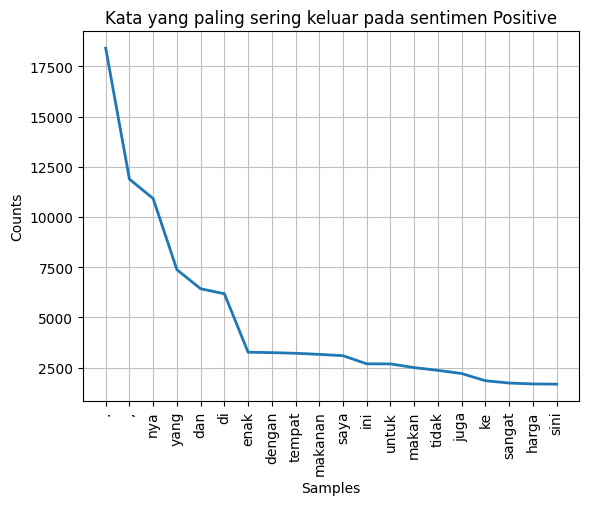 Kata yang paling sering keluar pada sentimen Positive
Counts
17500
15000
12500
10000
7500
5000
2500
.
,
nya
yang
dan
di
enak
dengan
tempat
makanan
saya
ini
untuk
makan
tidak
juga
ke
sangat
harga
sini
Samples